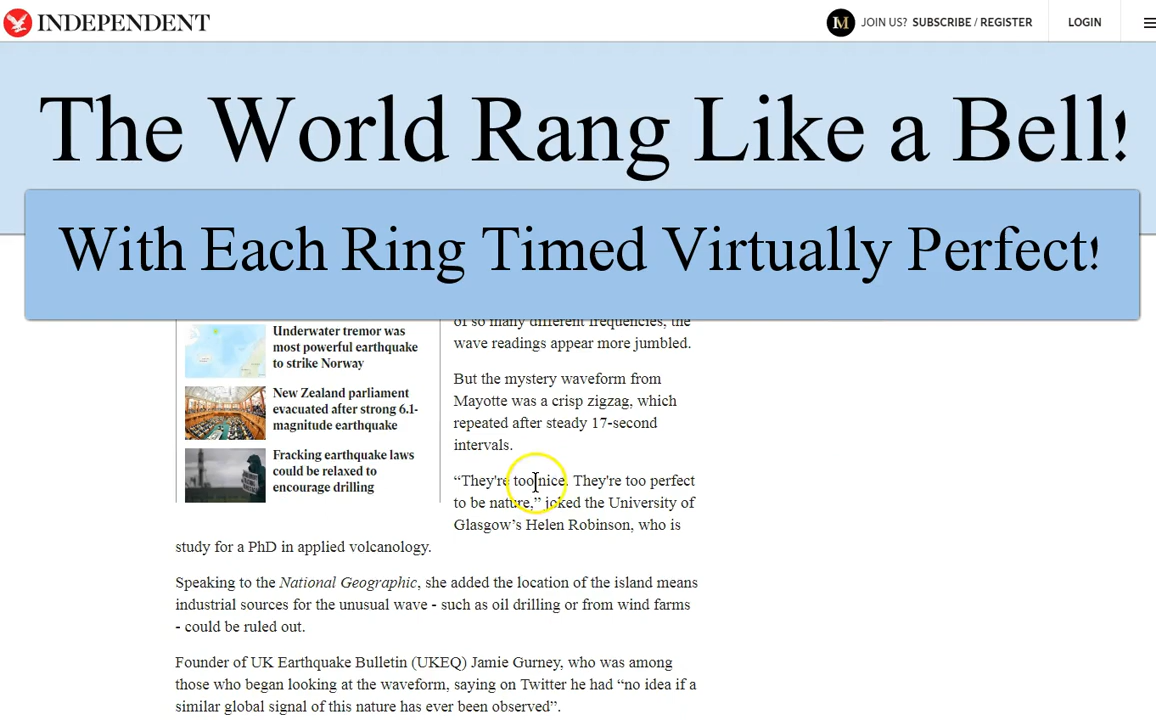 INDEPENDENT
M JOIN US? SUBSCRIBE / REGISTER LOGIN
The World Rang Like a Bell!
With Each Ring Timed Virtually Perfect!
Underwater tremor was
most powerful earthquake
to strike Norway
New Zealand parliament
evacuated after strong 6.1-
magnitude earthquake
Fracking earthquake laws
could be relaxed to
encourage drilling
of so many different frequencies, the
wave readings appear more jumbled.
But the mystery waveform from
Mayotte was a crisp zigzag, which
repeated after steady 17-second
intervals.
“They're too nice. They're too perfect
to be nature,” joked the University of
Glasgow’s Helen Robinson, who is
study for a PhD in applied volcanology.
Speaking to the National Geographic, she added the location of the island means
industrial sources for the unusual wave - such as oil drilling or from wind farms
- could be ruled out.
Founder of UK Earthquake Bulletin (UKEQ) Jamie Gurney, who was among
those who began looking at the waveform, saying on Twitter he had “no idea if a
similar global signal of this nature has ever been observed”.